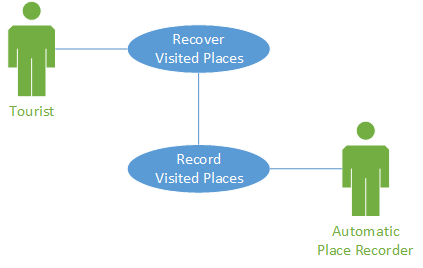 Recover
Visited Places
Tourist
Record
Visited Places
Automatic
Place Recorder